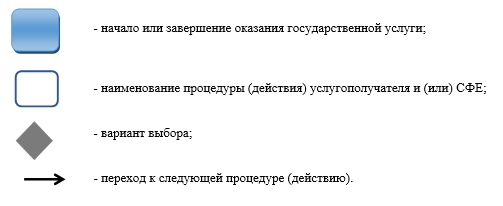 - начало или завершение оказания государственной услуги;
- наименование процедуры (действия) услугополучателя и (или) СФЕ;
- вариант выбора;
- переход к следующей процедуре (действию).